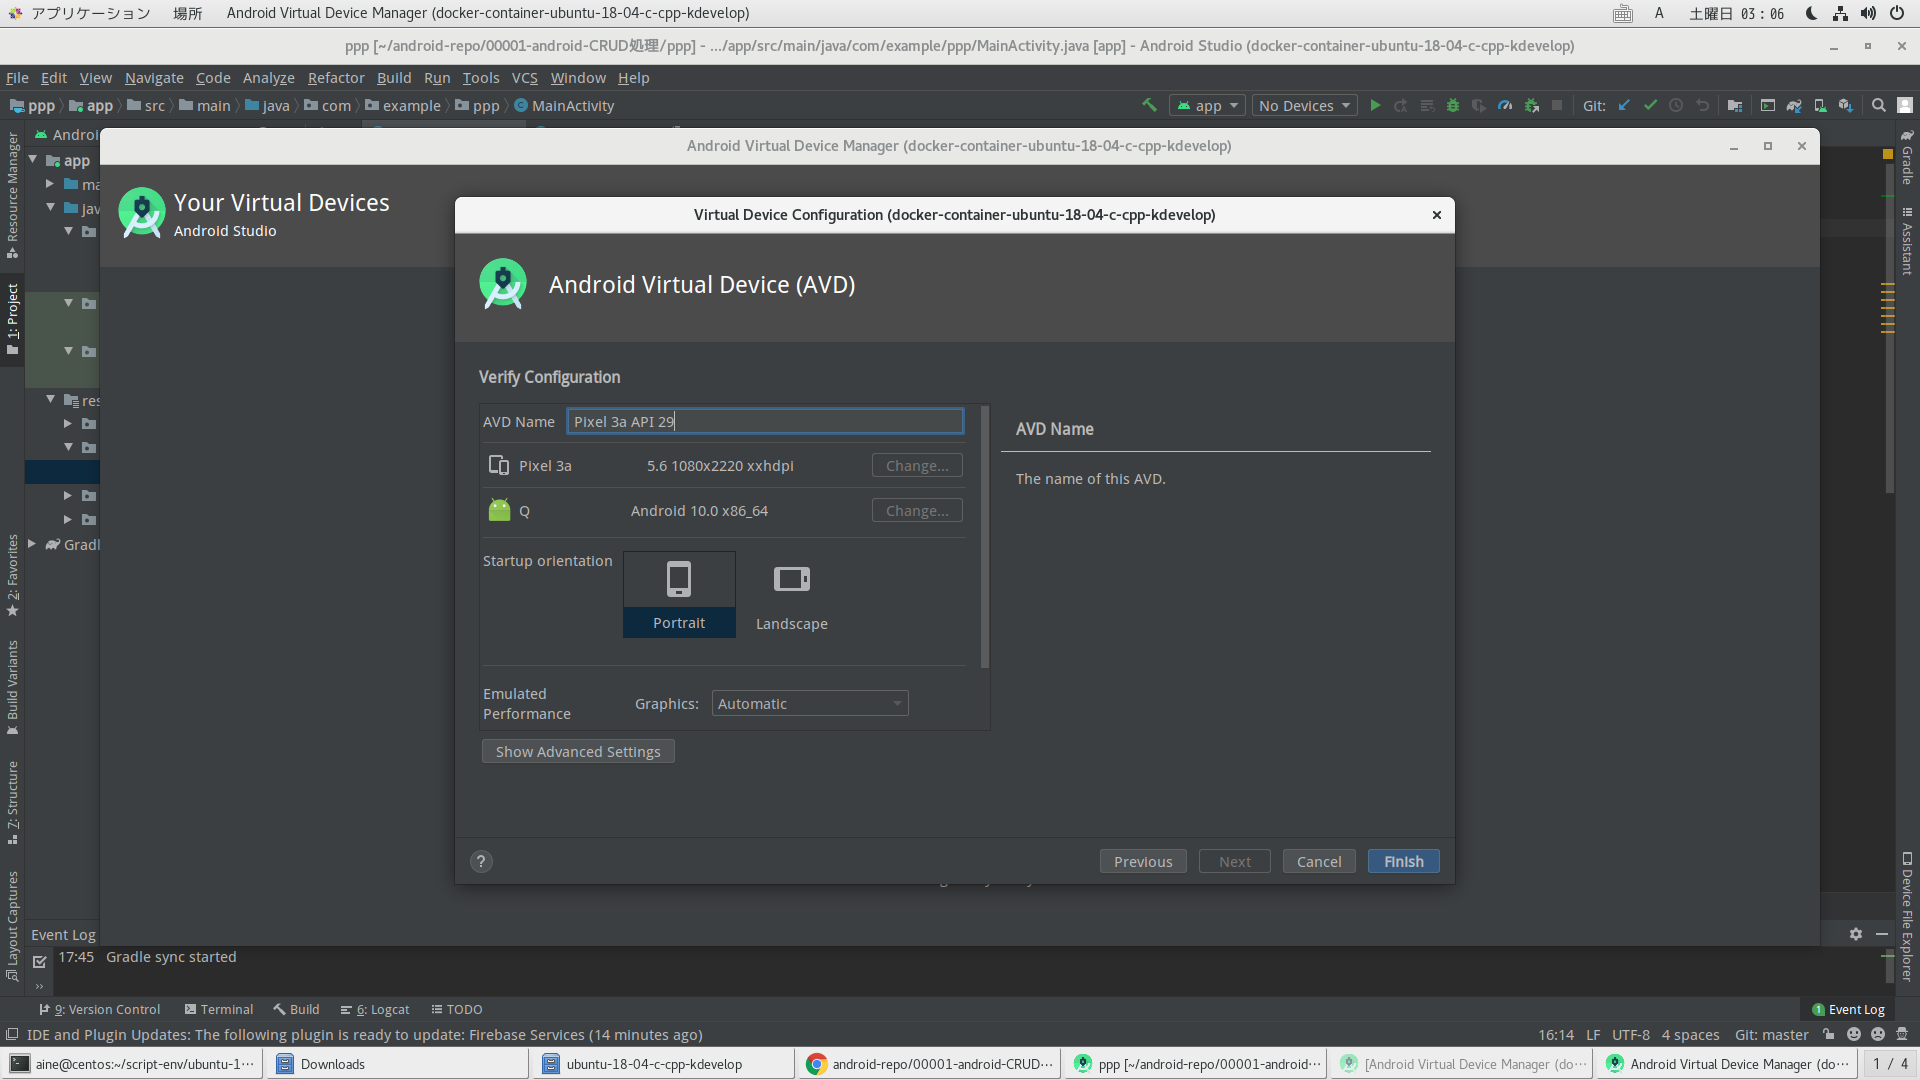 アプリケーション 場所 Android Virtual Device Manager (docker-container-ubuntu-18-04-c-cpp-kdevelop) A 土曜日 03：06
ppp [~/android-repo/00001-android-CRUD処理/ppp] - .../app/src/main/java/com/example/ppp/MainActivity.java [app] - Android Studio (docker-container-ubuntu-18-04-c-cpp-kdevelop)
File Edit View Navigate Code Analyze Refactor Build Run Tools VCS Window Help
ppp app src main java com example ppp MainActivity app No Devices Git:
Resource Manager
1: Project
2: Favorites
Build Variants
7: Structure
Layout Captures
Androi
app
ma
jav
res
Gradl
Android Virtual Device Manager (docker-container-ubuntu-18-04-c-cpp-kdevelop)
Your Virtual Devices
Android Studio
Virtual Device Configuration (docker-container-ubuntu-18-04-c-cpp-kdevelop)
Android Virtual Device (AVD)
Verify Configuration
AVD Name Pixel 3a API 29
Pixel 3a 5.6 1080x2220 xxhdpi Change...
Q Android 10.0 x86_64 Change...
Startup orientation
Portrait Landscape
Emulated
Performance
Graphics: Automatic
Show Advanced Settings
AVD Name
The name of this AVD.
? Previous Next Cancel Finish
Gradle
Assistant
Device File Explorer
Event Log
17:45 Gradle sync started
9: Version Control Terminal Build 6: Logcat TODO 1 Event Log
IDE and Plugin Updates: The following plugin is ready to update: Firebase Services (14 minutes ago) 16:14 LF UTF-8 4 spaces Git: master
aine@centos:~/script-env/ubuntu-1… Downloads ubuntu-18-04-c-cpp-kdevelop android-repo/00001-android-CRUD… ppp [~/android-repo/00001-android… [Android Virtual Device Manager (do… Android Virtual Device Manager (do… 1 / 4